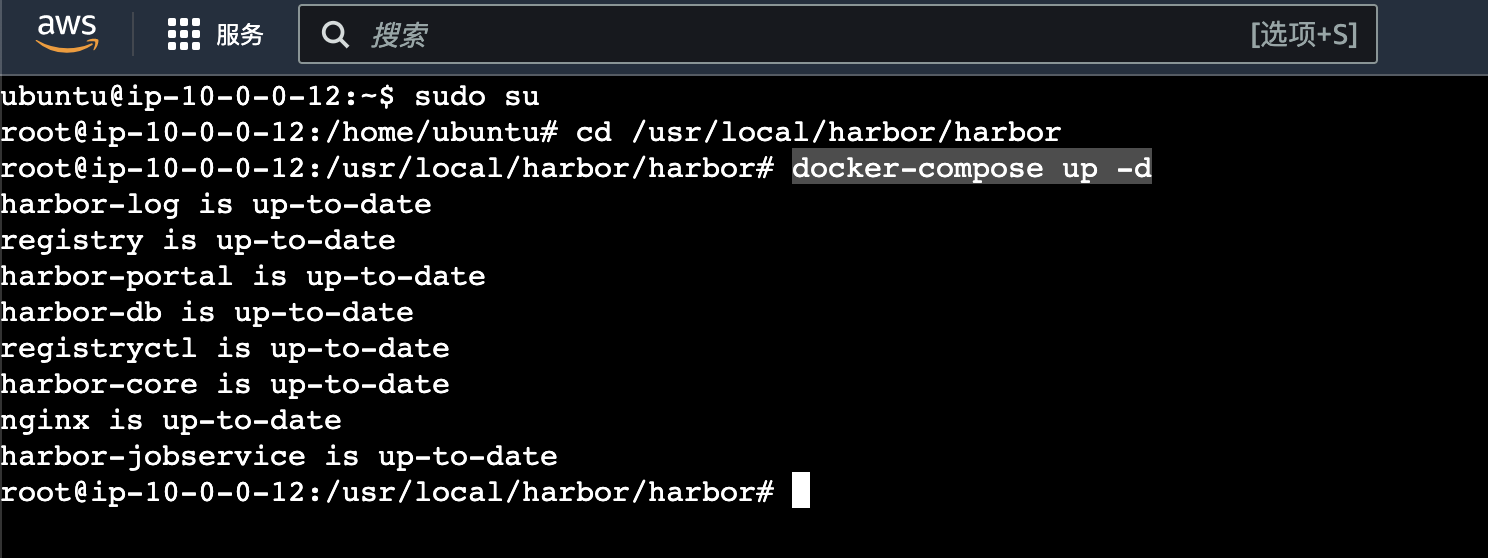 aws
服务
搜索
[选项+S]
ubuntu@ip-10-0-0-12:~$ sudo su
root@ip-10-0-0-12:/home/ubuntu# cd /usr/local/harbor/harbor
root@ip-10-0-0-12:/usr/local/harbor/harbor# docker-compose up -d
harbor-log is up-to-date
registry is up-to-date
harbor-portal is up-to-date
harbor-db is up-to-date
registryctl is up-to-date
harbor-core is up-to-date
nginx is up-to-date
harbor-jobservice is up-to-date
root@ip-10-0-0-12:/usr/local/harbor/harbor#